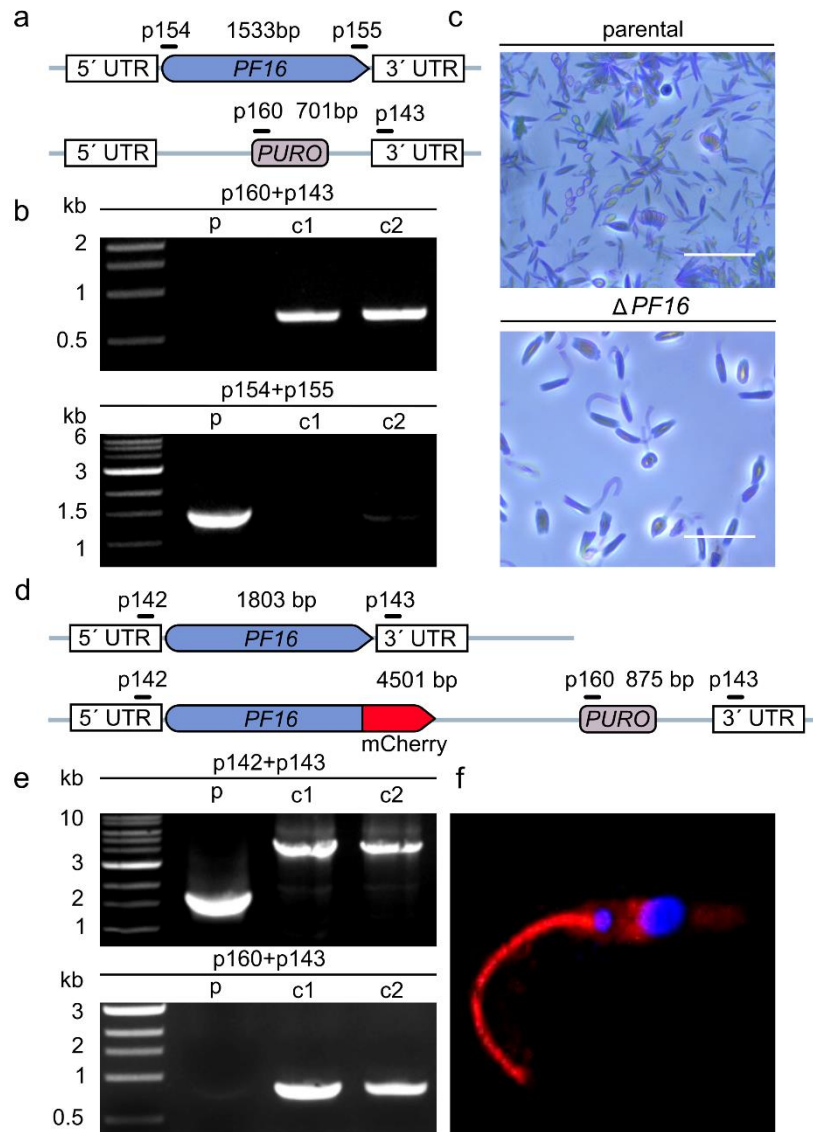 a
p154 1533bp p155
5´ UTR PF16 3´ UTR
p160 701bp p143
5´ UTR PURO 3´ UTR
b
p160+p143
kb p c1 c2
2
1
0.5
p154+p155
kb p c1 c2
6
3
1.5
1
c
parental
Δ PF16
d
p142 1803 bp p143
5´ UTR PF16 3´ UTR
p142 4501 bp p160 875 bp p143
5´ UTR PF16 PURO 3´ UTR
mCherry
e
p142+p143
kb p c1 c2
10
3
2
1
p160+p143
p c1 c2
3
2
1
0.5
f